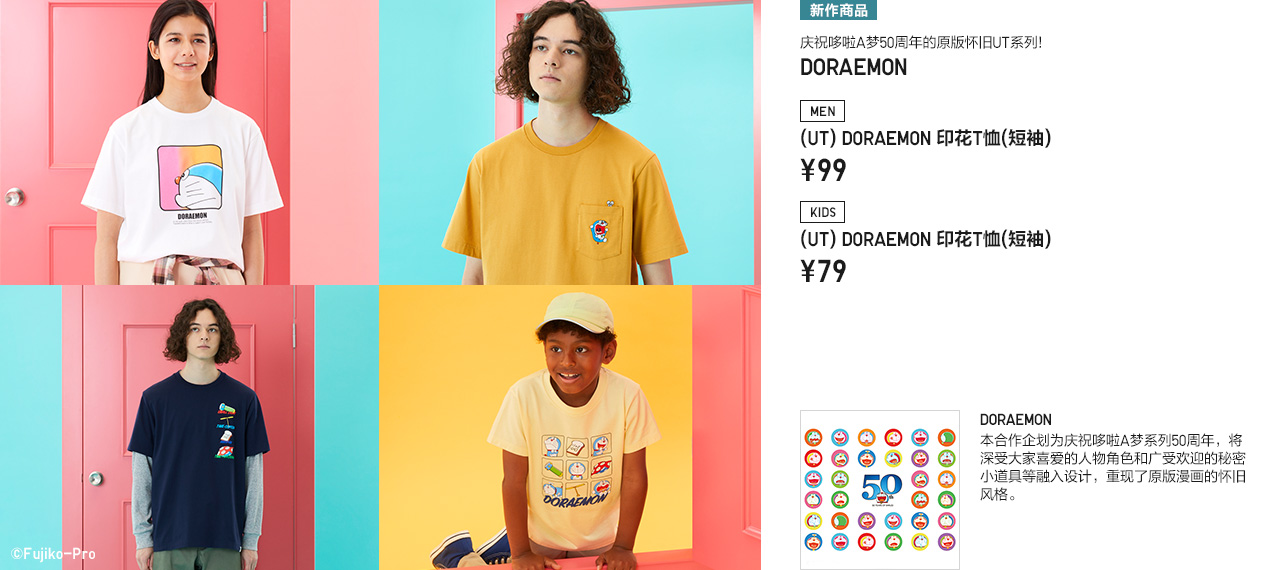 新作商品
庆祝哆啦A梦50周年的原版怀旧UT系列!
DORAEMON
MEN
(UT) DORAEMON 印花T恤(短袖)
¥99
KIDS
(UT) DORAEMON 印花T恤(短袖)
¥79
DORAEMON
DORAEMON
©Fujiko-Pro
50th
DORAEMON
本合作企划为庆祝哆啦A梦系列50周年，将
深受大家喜爱的人物角色和广受欢迎的秘密
小道具等融入设计，重现了原版漫画的怀旧
风格。